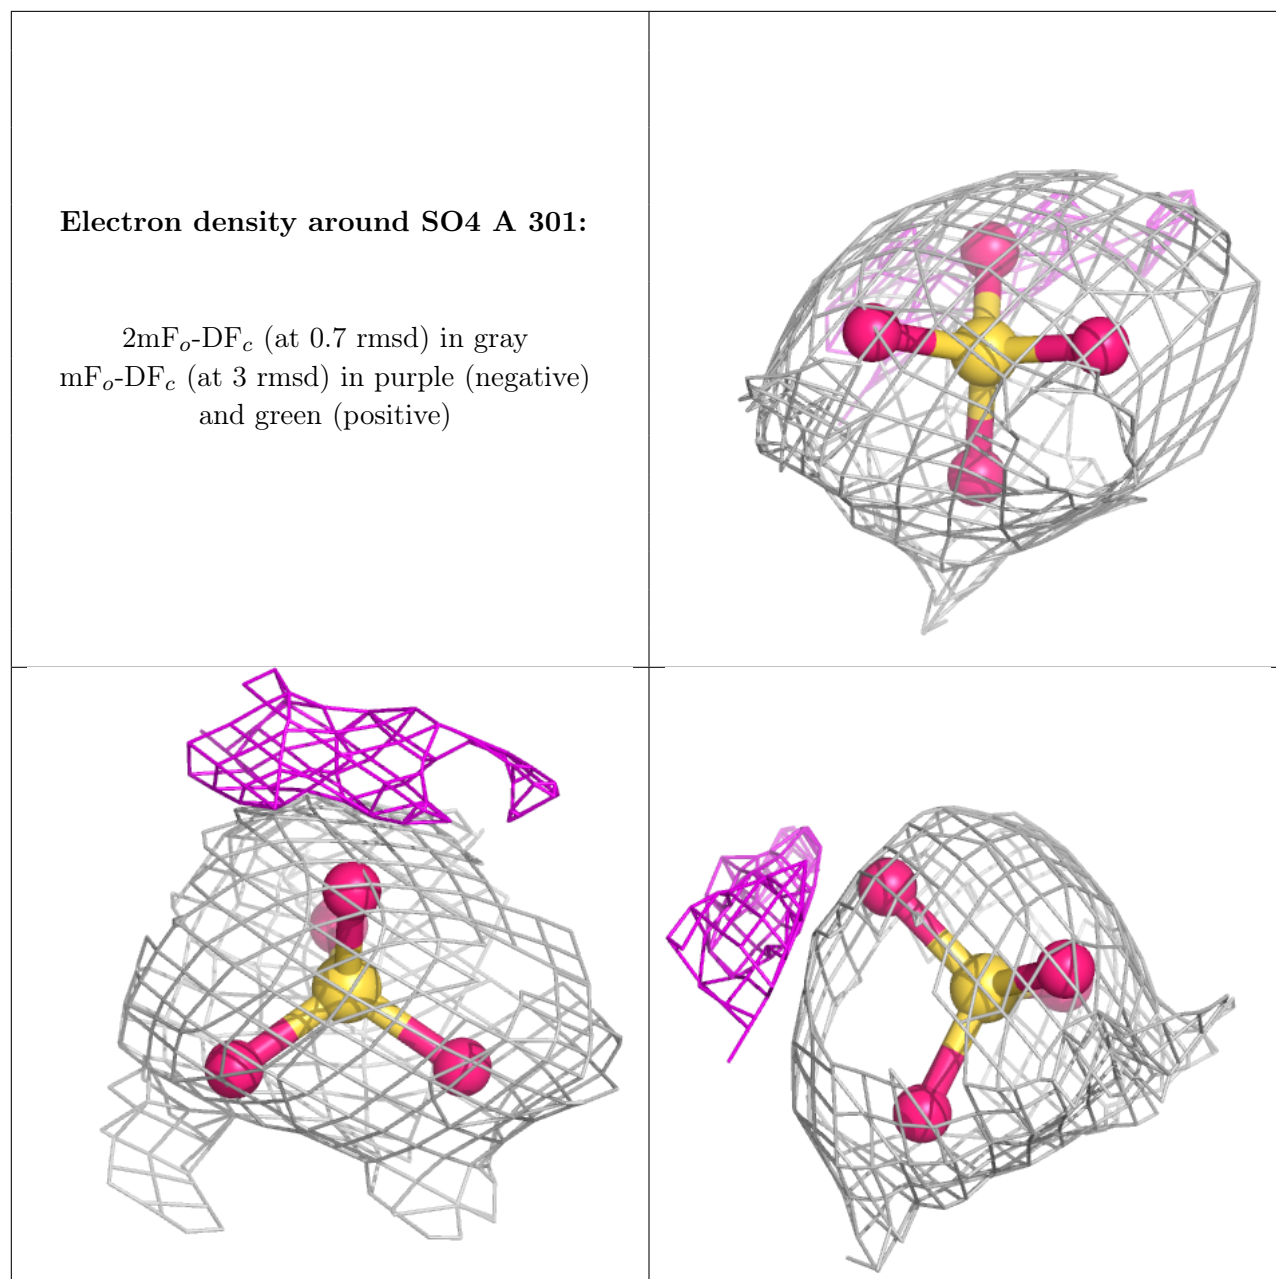 Electron density around SO4 A 301:
2mFₒ-DF𝑐 (at 0.7 rmsd) in gray
mFₒ-DF𝑐 (at 3 rmsd) in purple (negative)
and green (positive)